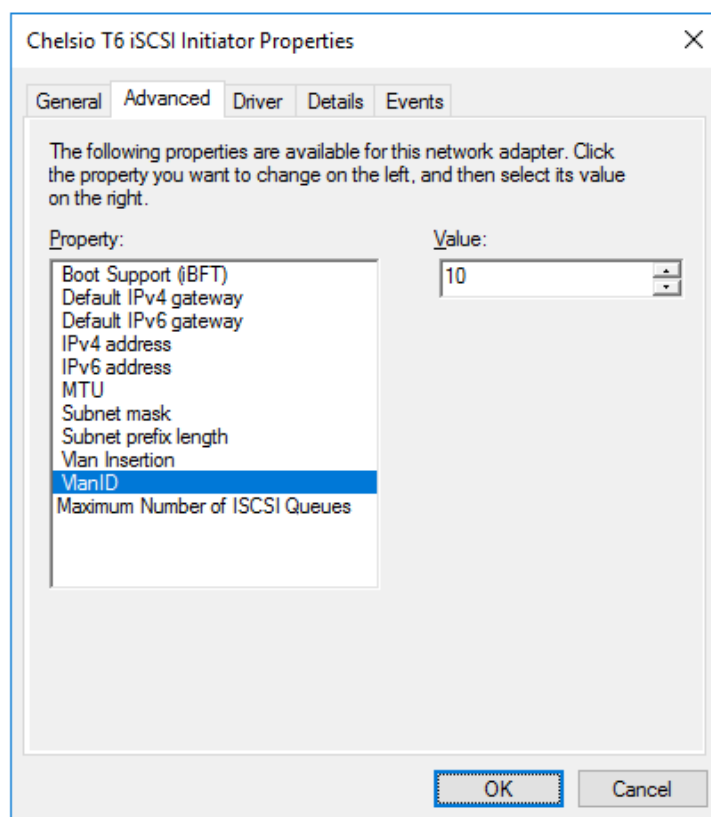 Chelsio T6 iSCSI Initiator Properties
General Advanced Driver Details Events
The following properties are available for this network adapter. Click
the property you want to change on the left, and then select its value
on the right.
Property: Value:
Boot Support (iBFT) 10
Default IPv4 gateway
Default IPv6 gateway
IPv4 address
IPv6 address
MTU
Subnet mask
Subnet prefix length
Vlan Insertion
VlanID
Maximum Number of ISCSI Queues
OK Cancel